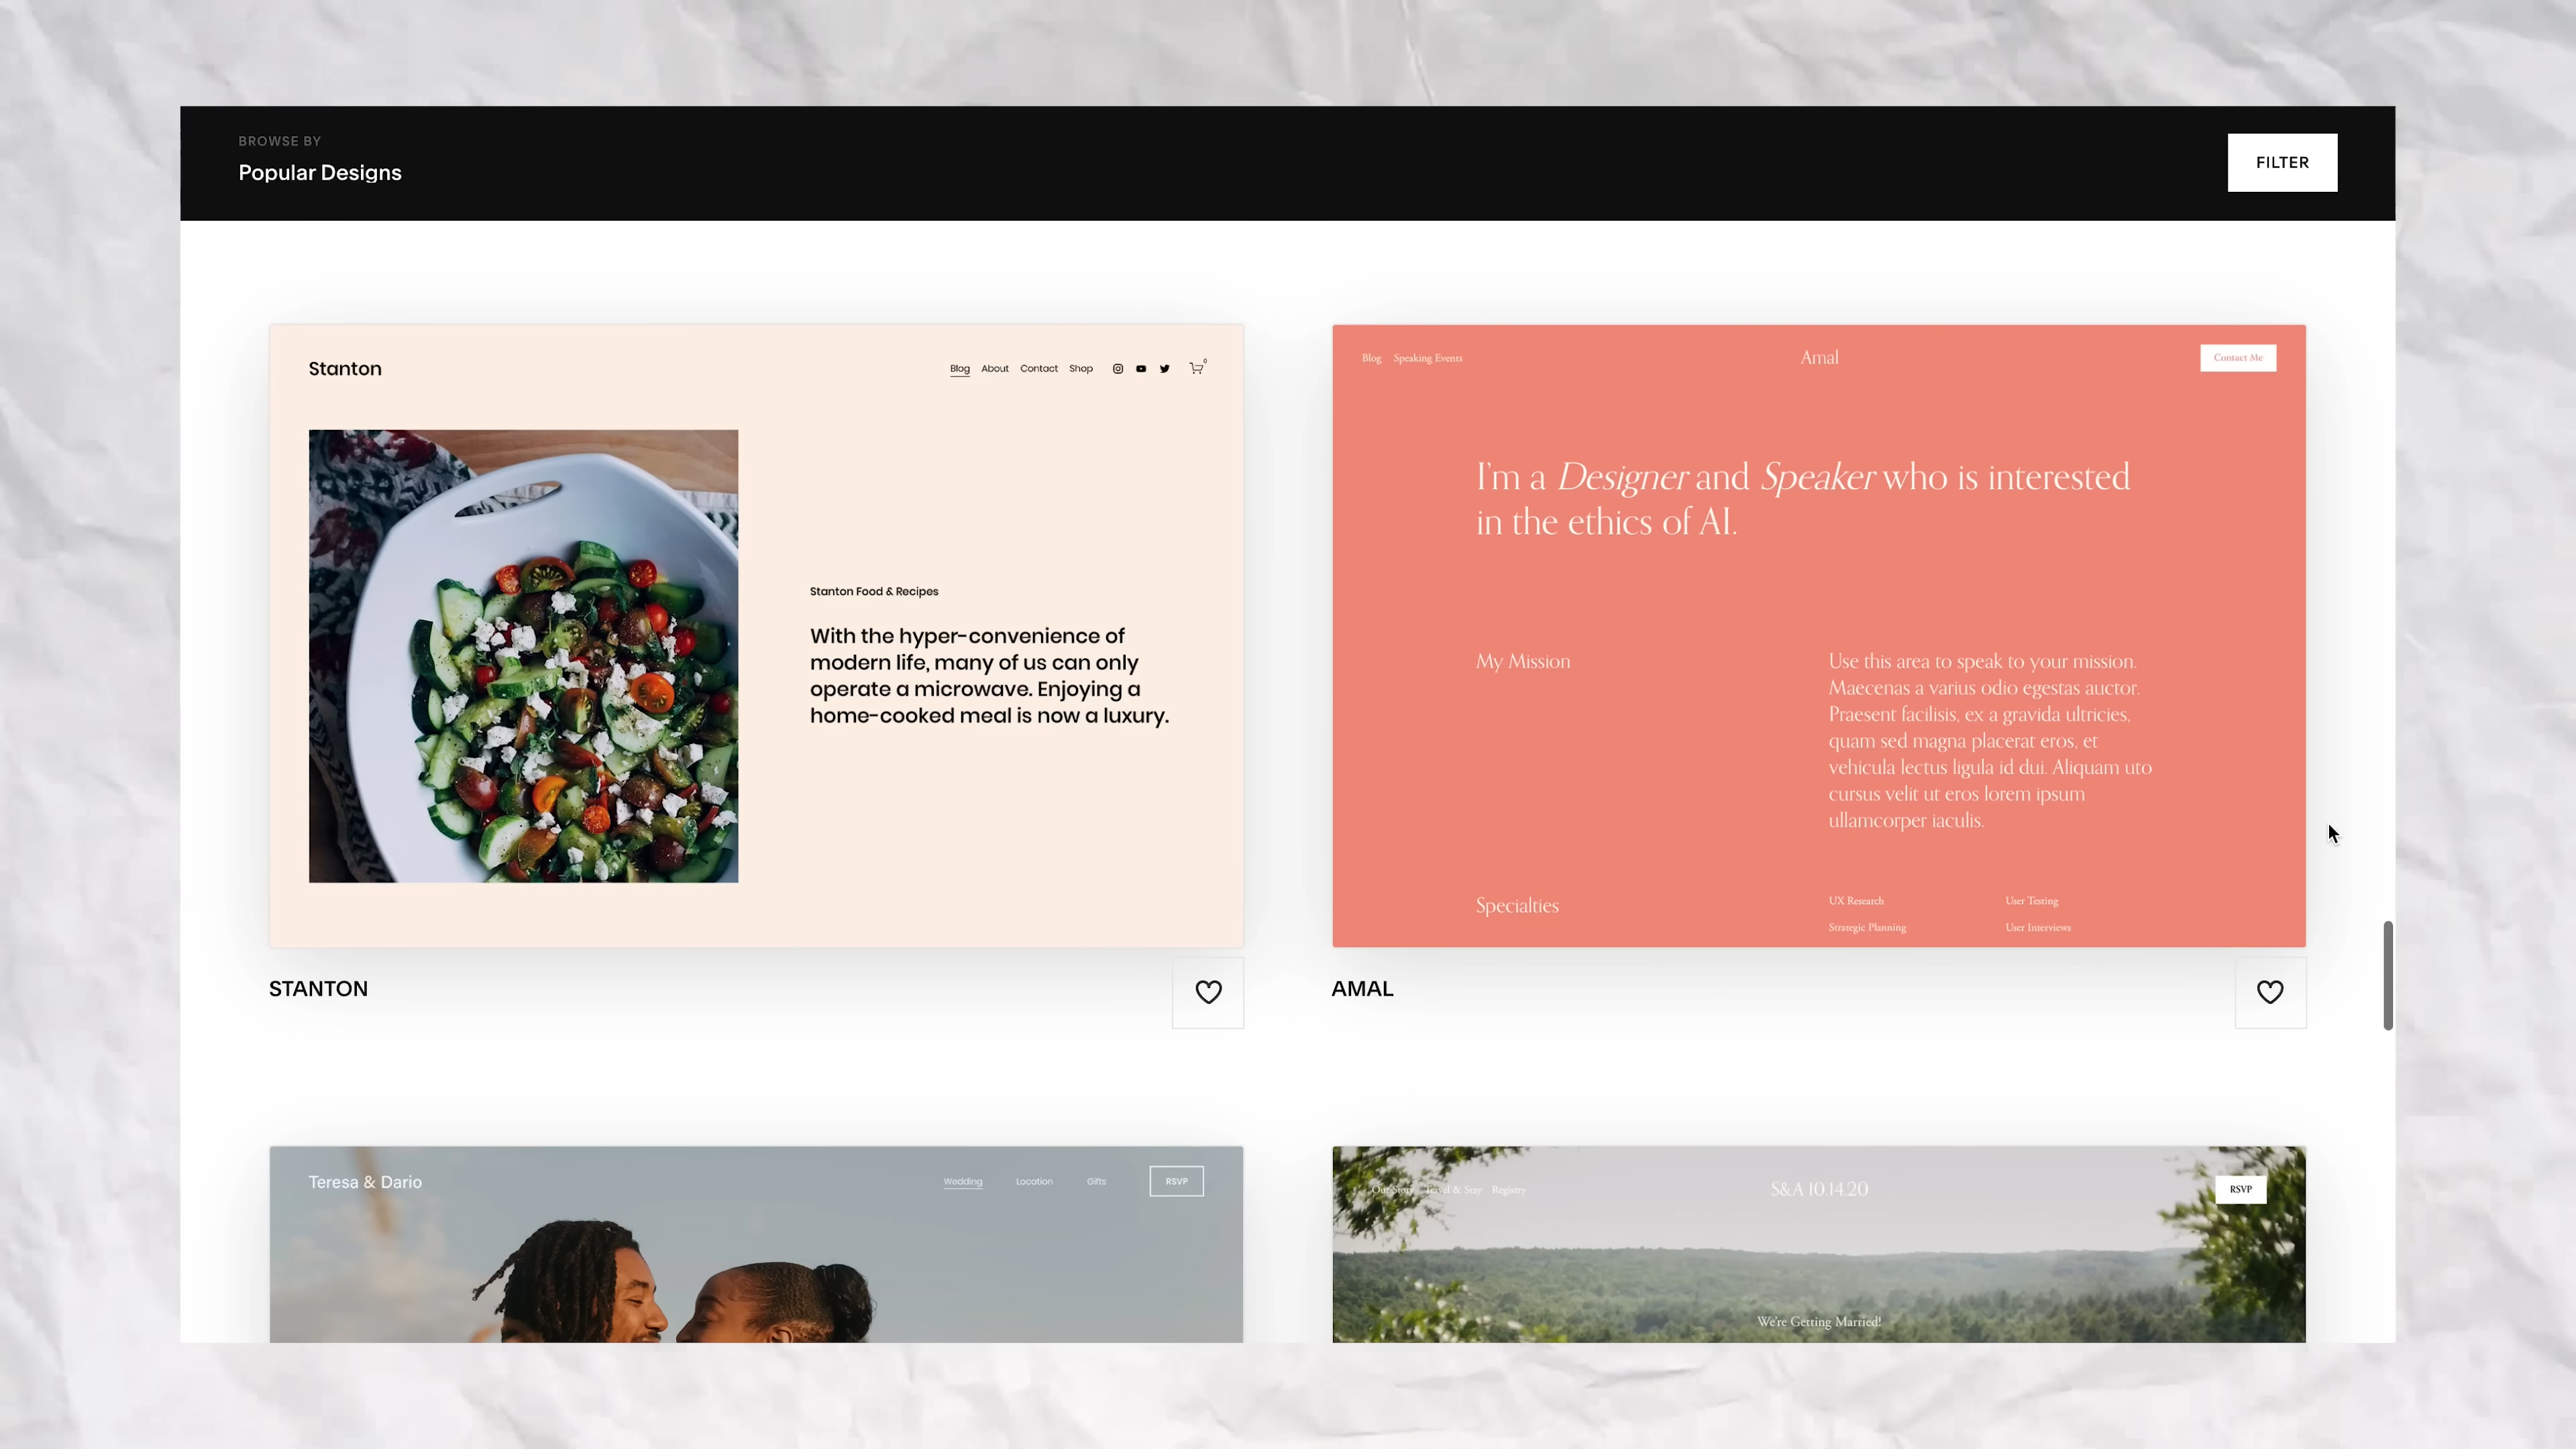 BROWSE BY
Popular Designs
FILTER
Stanton
Blog About Contact Shop
0
Stanton Food & Recipes
With the hyper-convenience of
modern life, many of us can only
operate a microwave. Enjoying a
home-cooked meal is now a luxury.
STANTON
Blog Speaking Events
Amal
Contact Me
I'm a Designer and Speaker who is interested
in the ethics of AI.
My Mission
Use this area to speak to your mission.
Maecenas a varius odio egestas auctor.
Praesent facilisis, ex a gravida ultricies,
quam sed magna placerat eros, et
vehicula lectus ligula id dui. Aliquam uto
cursus velit ut eros lorem ipsum
ullamcorper iaculis.
Specialties
UX Research
User Testing
Strategic Planning
User Interviews
AMAL
Teresa & Dario
Wedding Location Gifts
RSVP
Our Story Travel & Stay Registry
S&A 10.14.20
RSVP
We're Getting Married!